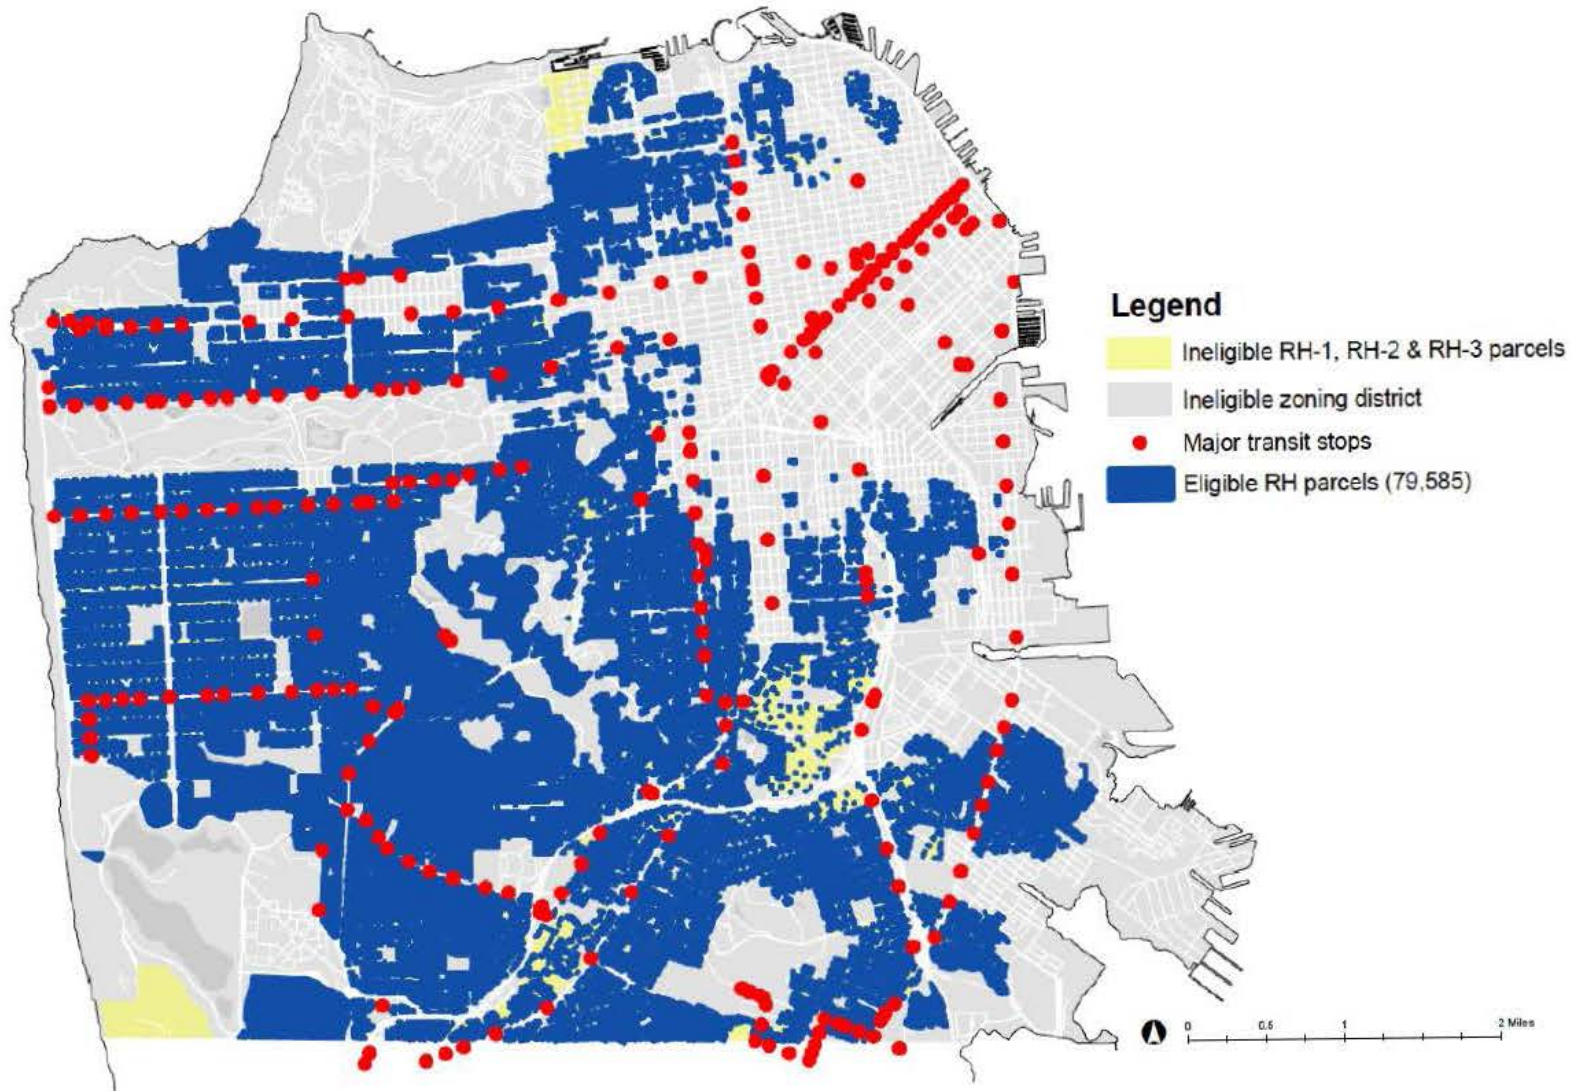 Legend
Ineligible RH-1, RH-2 & RH-3 parcels
Ineligible zoning district
Major transit stops
Eligible RH parcels (79,585)
0 0.5 1 2 Miles